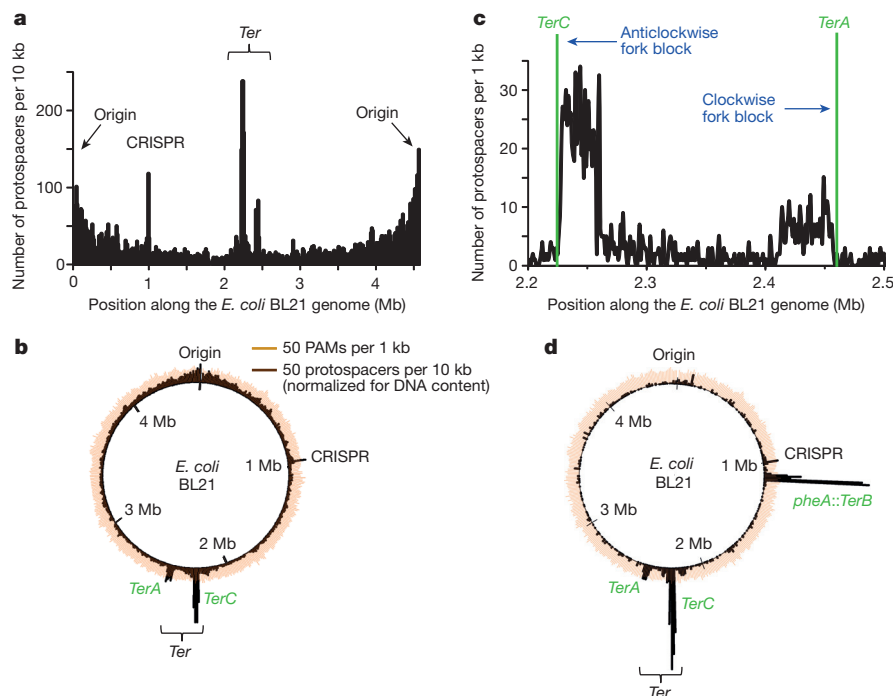 a
Ter
Number of protospacers per 10 kb
200
100
0
Origin
CRISPR
Origin
0
1
2
3
4
Position along the E. coli BL21 genome (Mb)
c
TerC
TerA
Anticlockwise
fork block
Clockwise
fork block
Number of protospacers per 1 kb
40
30
20
10
0
2.2
2.3
2.4
2.5
Position along the E. coli BL21 genome (Mb)
b
50 PAMs per 1 kb
50 protospacers per 10 kb
(normalized for DNA content)
Origin
4 Mb
CRISPR
1 Mb
E. coli
BL21
3 Mb
2 Mb
TerA
TerC
Ter
d
Origin
4 Mb
CRISPR
1 Mb
E. coli
BL21
pheA::TerB
3 Mb
2 Mb
TerA
TerC
Ter